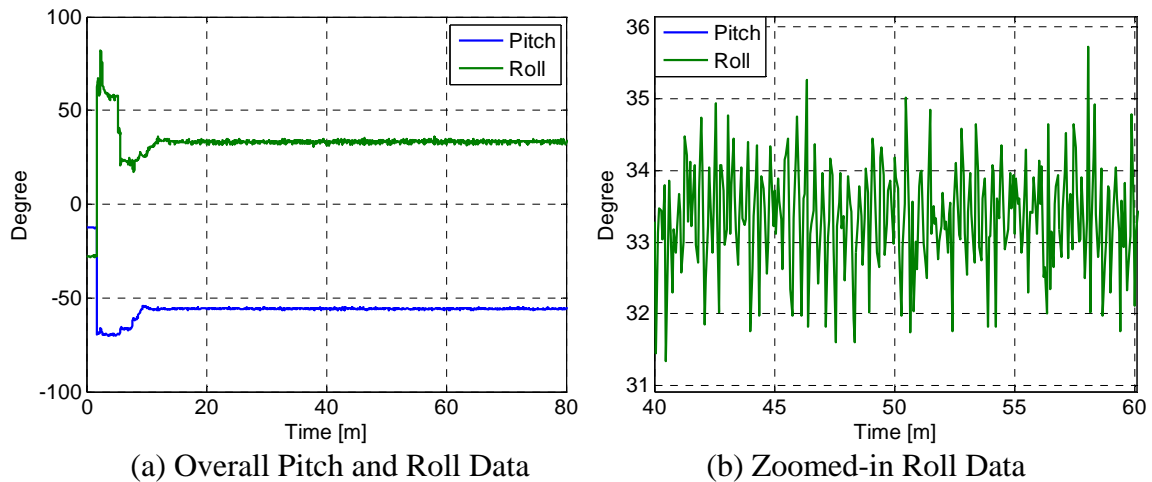 100
50
0
-50
-100
Degree
0
20
40
60
80
Time [m]
Pitch
Roll
(a) Overall Pitch and Roll Data
36
35
34
33
32
31
Degree
40
45
50
55
60
Time [m]
Pitch
Roll
(b) Zoomed-in Roll Data